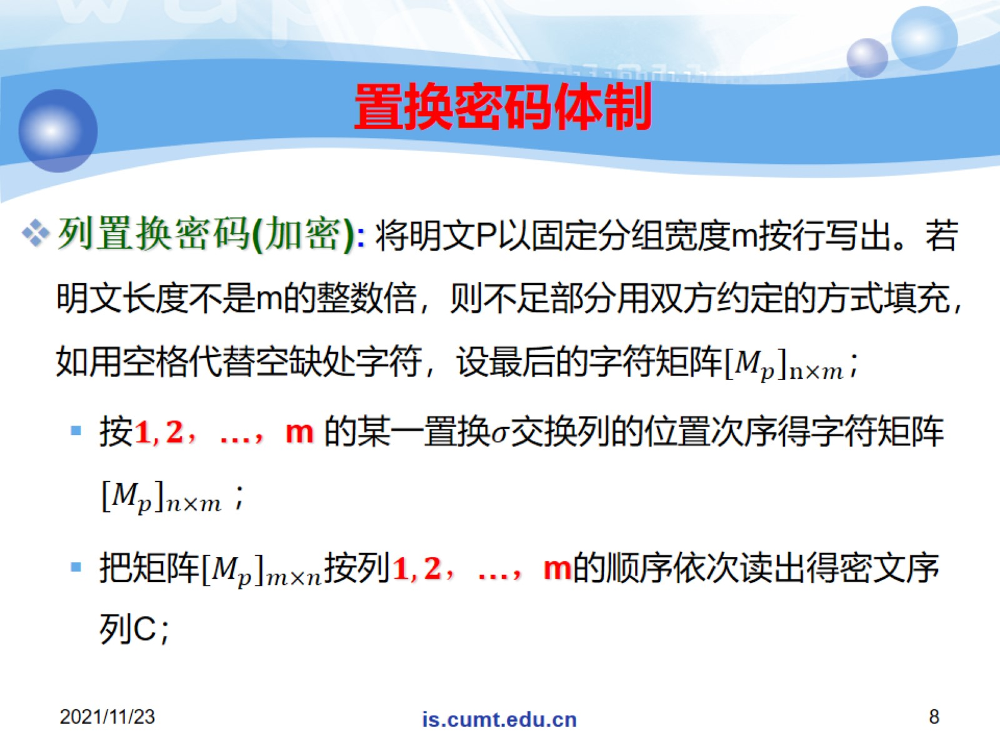 置换密码体制
列置换密码(加密): 将明文P以固定分组宽度m按行写出。若
明文长度不是m的整数倍，则不足部分用双方约定的方式填充，
如用空格代替空缺处字符，设最后的字符矩阵$[M_p]_{n×m}$；
按1,2，…，m 的某一置换σ交换列的位置次序得字符矩阵
$[M_p]_{n×m}$；
把矩阵$[M_p]_{m×n}$按列1,2，…，m的顺序依次读出得密文序
列C；
2021/11/23
is.cumt.edu.cn
8